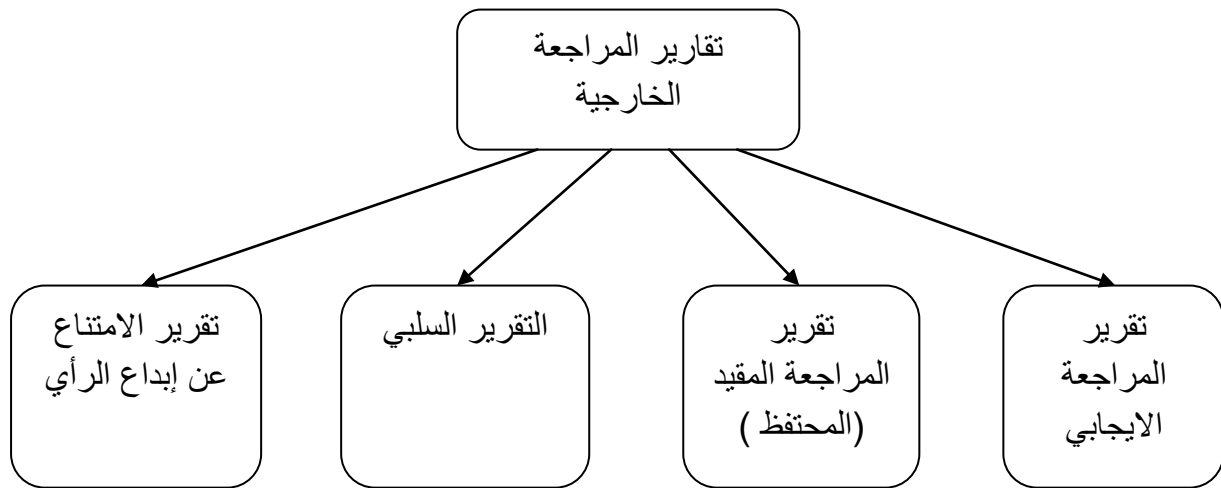 تقارير المراجعة
الخارجية
تقرير
المراجعة
الايجابي
تقرير
المراجعة المقيد
(المحتفظ )
التقرير السلبي
تقرير الامتناع
عن إبداع الرأي